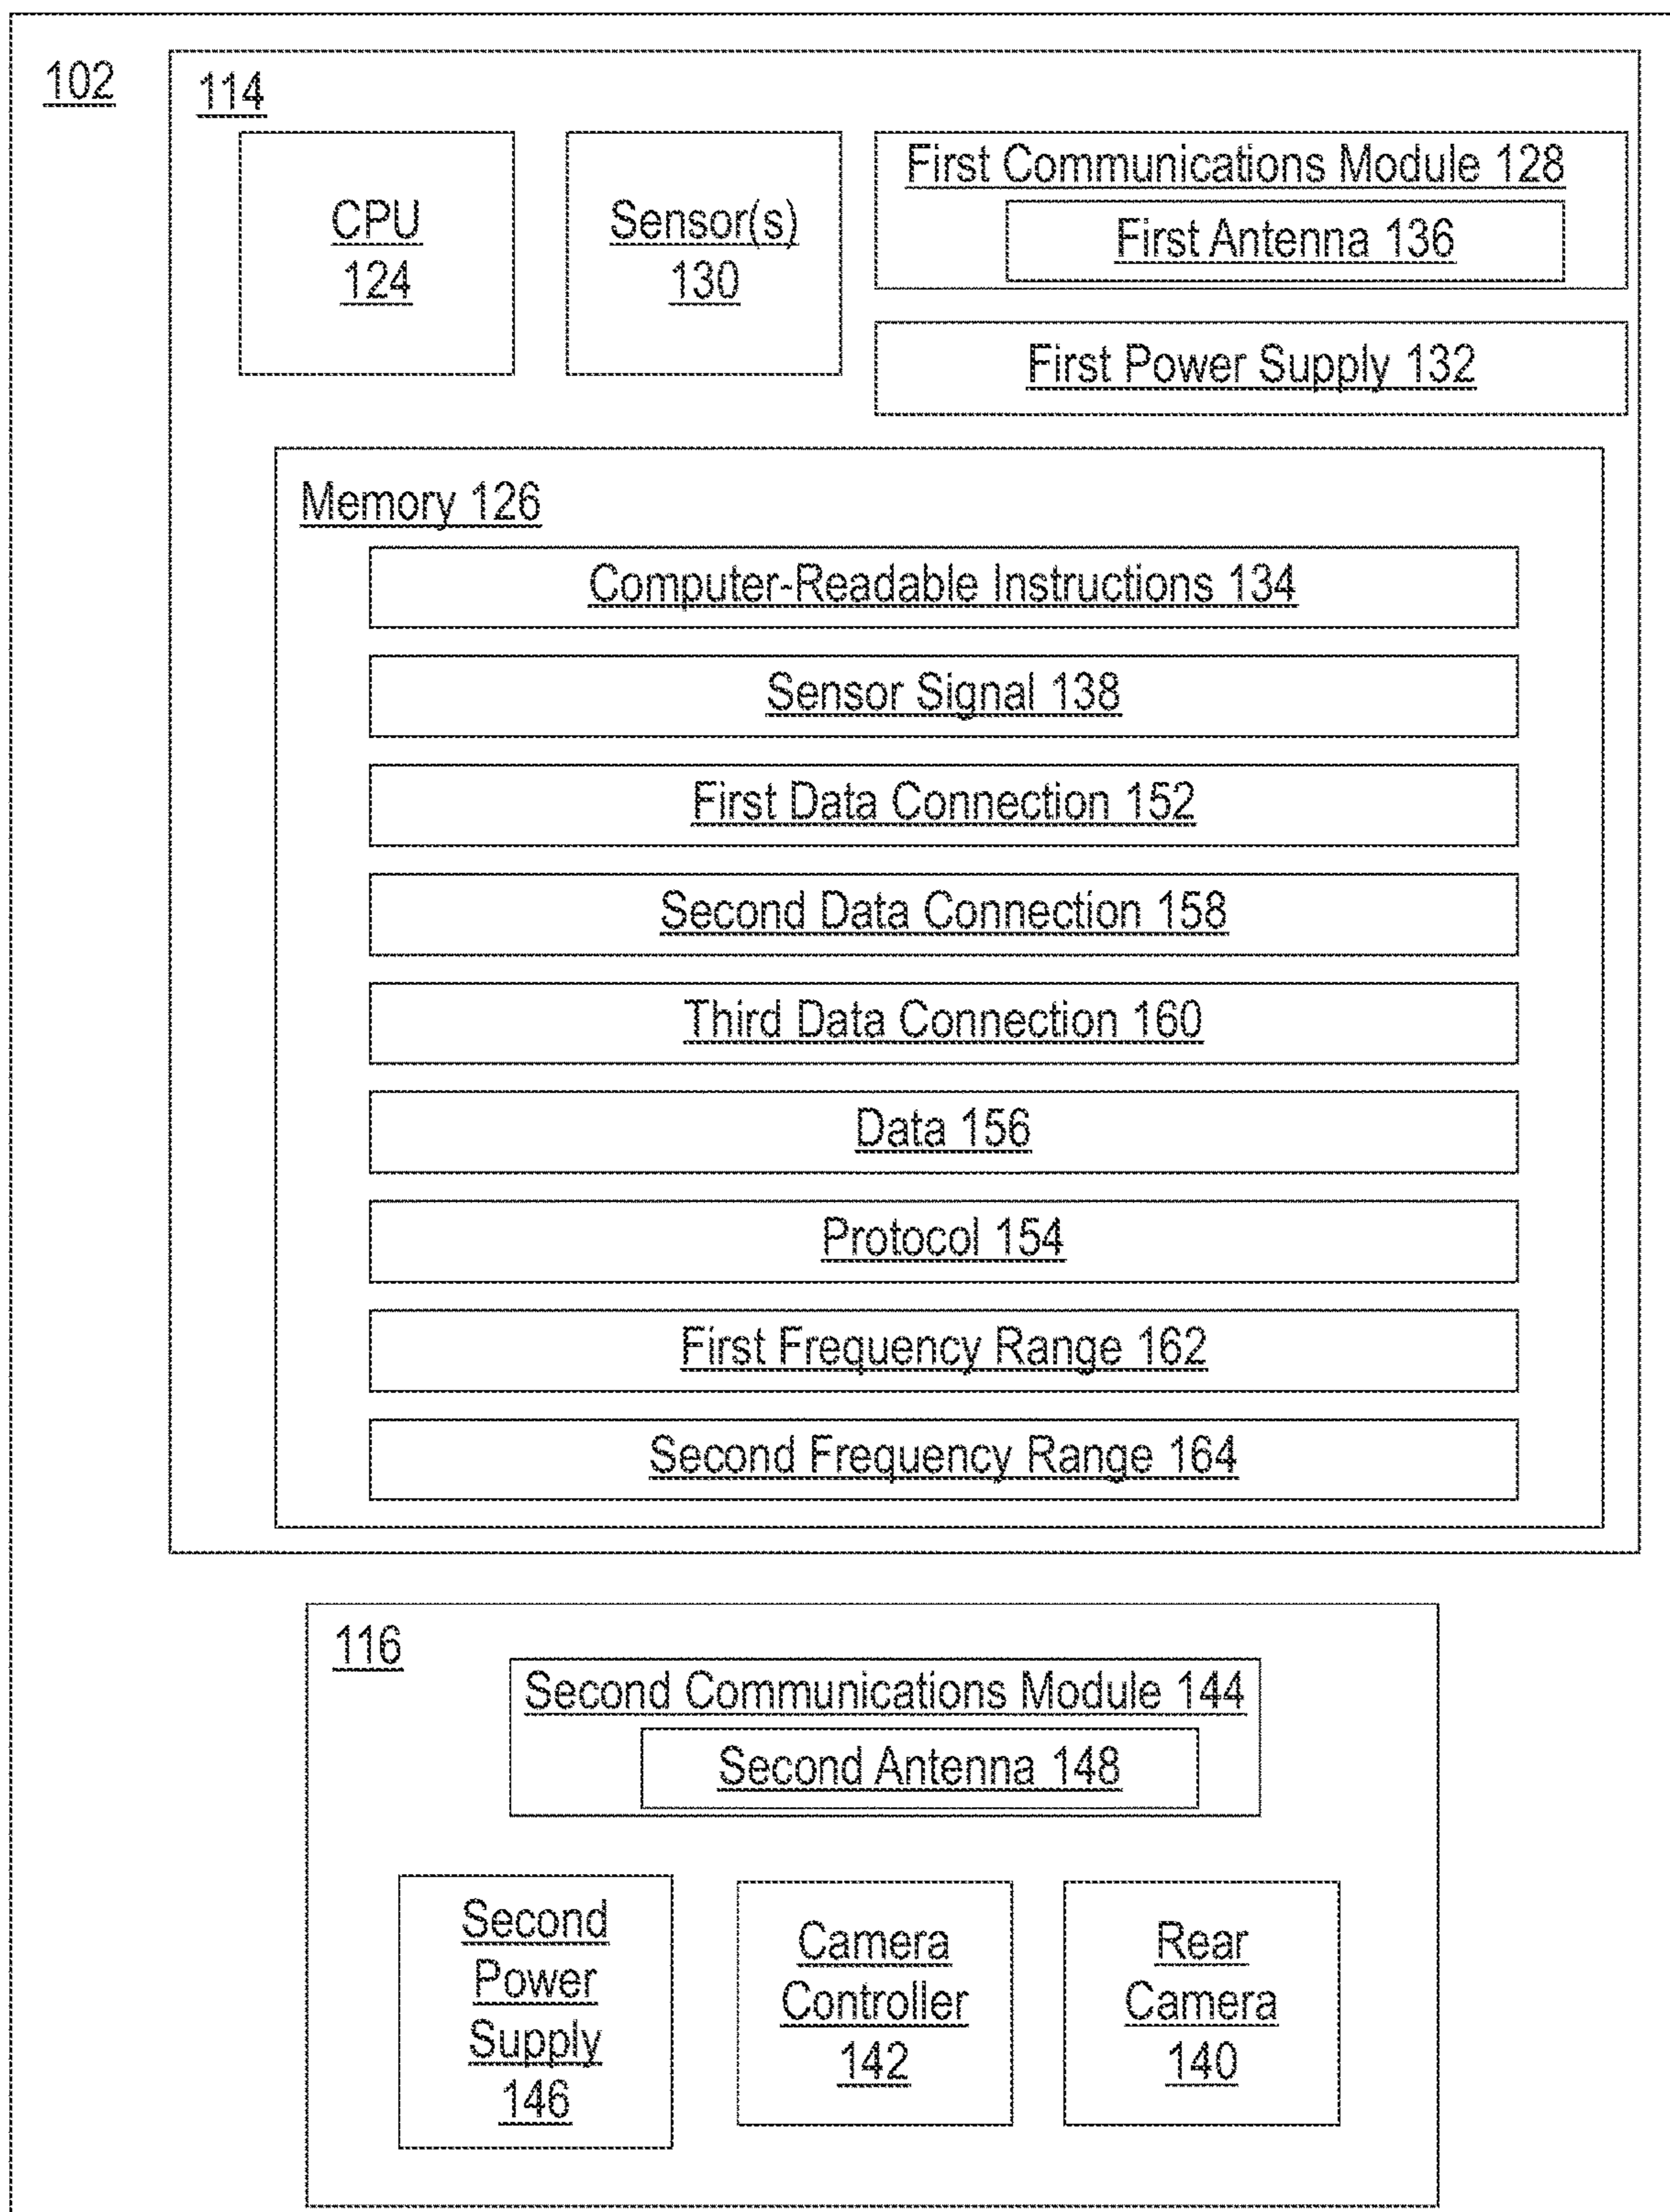 102
114
CPU
124
Sensor(s)
130
First Communications Module 128
First Antenna 136
First Power Supply 132
Memory 126
Computer-Readable Instructions 134
Sensor Signal 138
First Data Connection 152
Second Data Connection 158
Third Data Connection 160
Data 156
Protocol 154
First Frequency Range 162
Second Frequency Range 164
116
Second Communications Module 144
Second Antenna 148
Second
Power
Supply
146
Camera
Controller
142
Rear
Camera
140